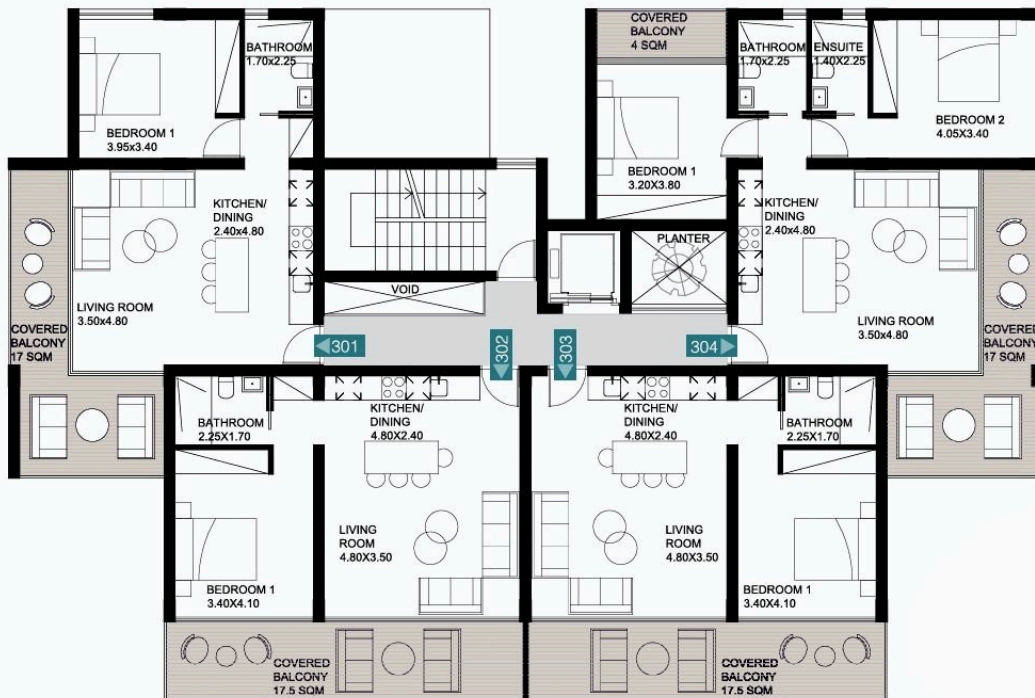 COVERED
BALCONY
4 SQM
BATHROOM
1.70x2.25
BATHROOM
1.70x2.25
ENSUITE
1.40X2.25
BEDROOM 1
3.95x3.40
BEDROOM 2
4.05X3.40
BEDROOM 1
3.20X3.80
KITCHEN/
DINING
2.40x4.80
KITCHEN/
DINING
2.40x4.80
PLANTER
VOID
LIVING ROOM
3.50x4.80
LIVING ROOM
3.50x4.80
COVERED
BALCONY
17 SQM
COVERED
BALCONY
17 SQM
301
302
303
304
BATHROOM
2.25X1.70
KITCHEN/
DINING
4.80X2.40
KITCHEN/
DINING
4.80X2.40
BATHROOM
2.25X1.70
LIVING
ROOM
4.80X3.50
LIVING
ROOM
4.80X3.50
BEDROOM 1
3.40X4.10
BEDROOM 1
3.40X4.10
COVERED
BALCONY
17.5 SQM
COVERED
BALCONY
17.5 SQM